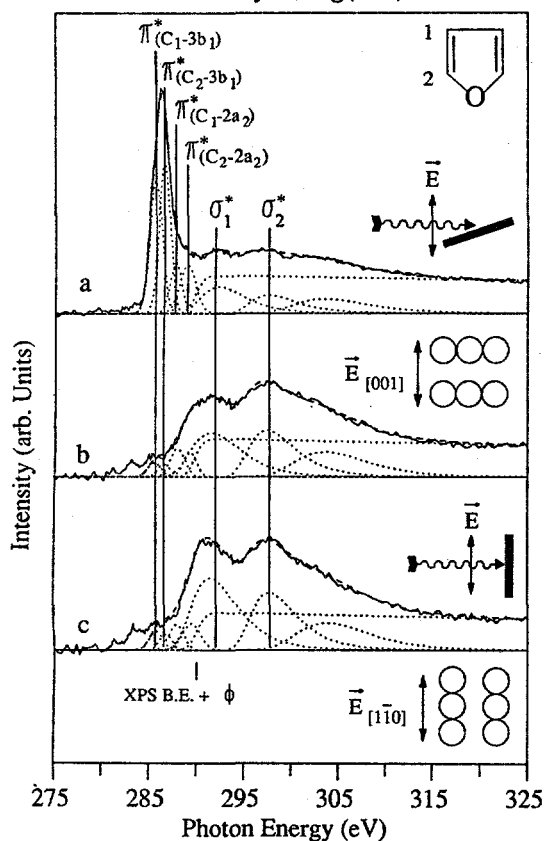 π*(C1-3b1)
π*(C2-3b1)
π*(C1-2a2)
π*(C2-2a2)
σ1*
σ2*
1
2
O
E
a
E [001]
b
E
c
XPS B.E. + ϕ
E [11̄0]
Intensity (arb. Units)
275 285 295 305 315 325
Photon Energy (eV)